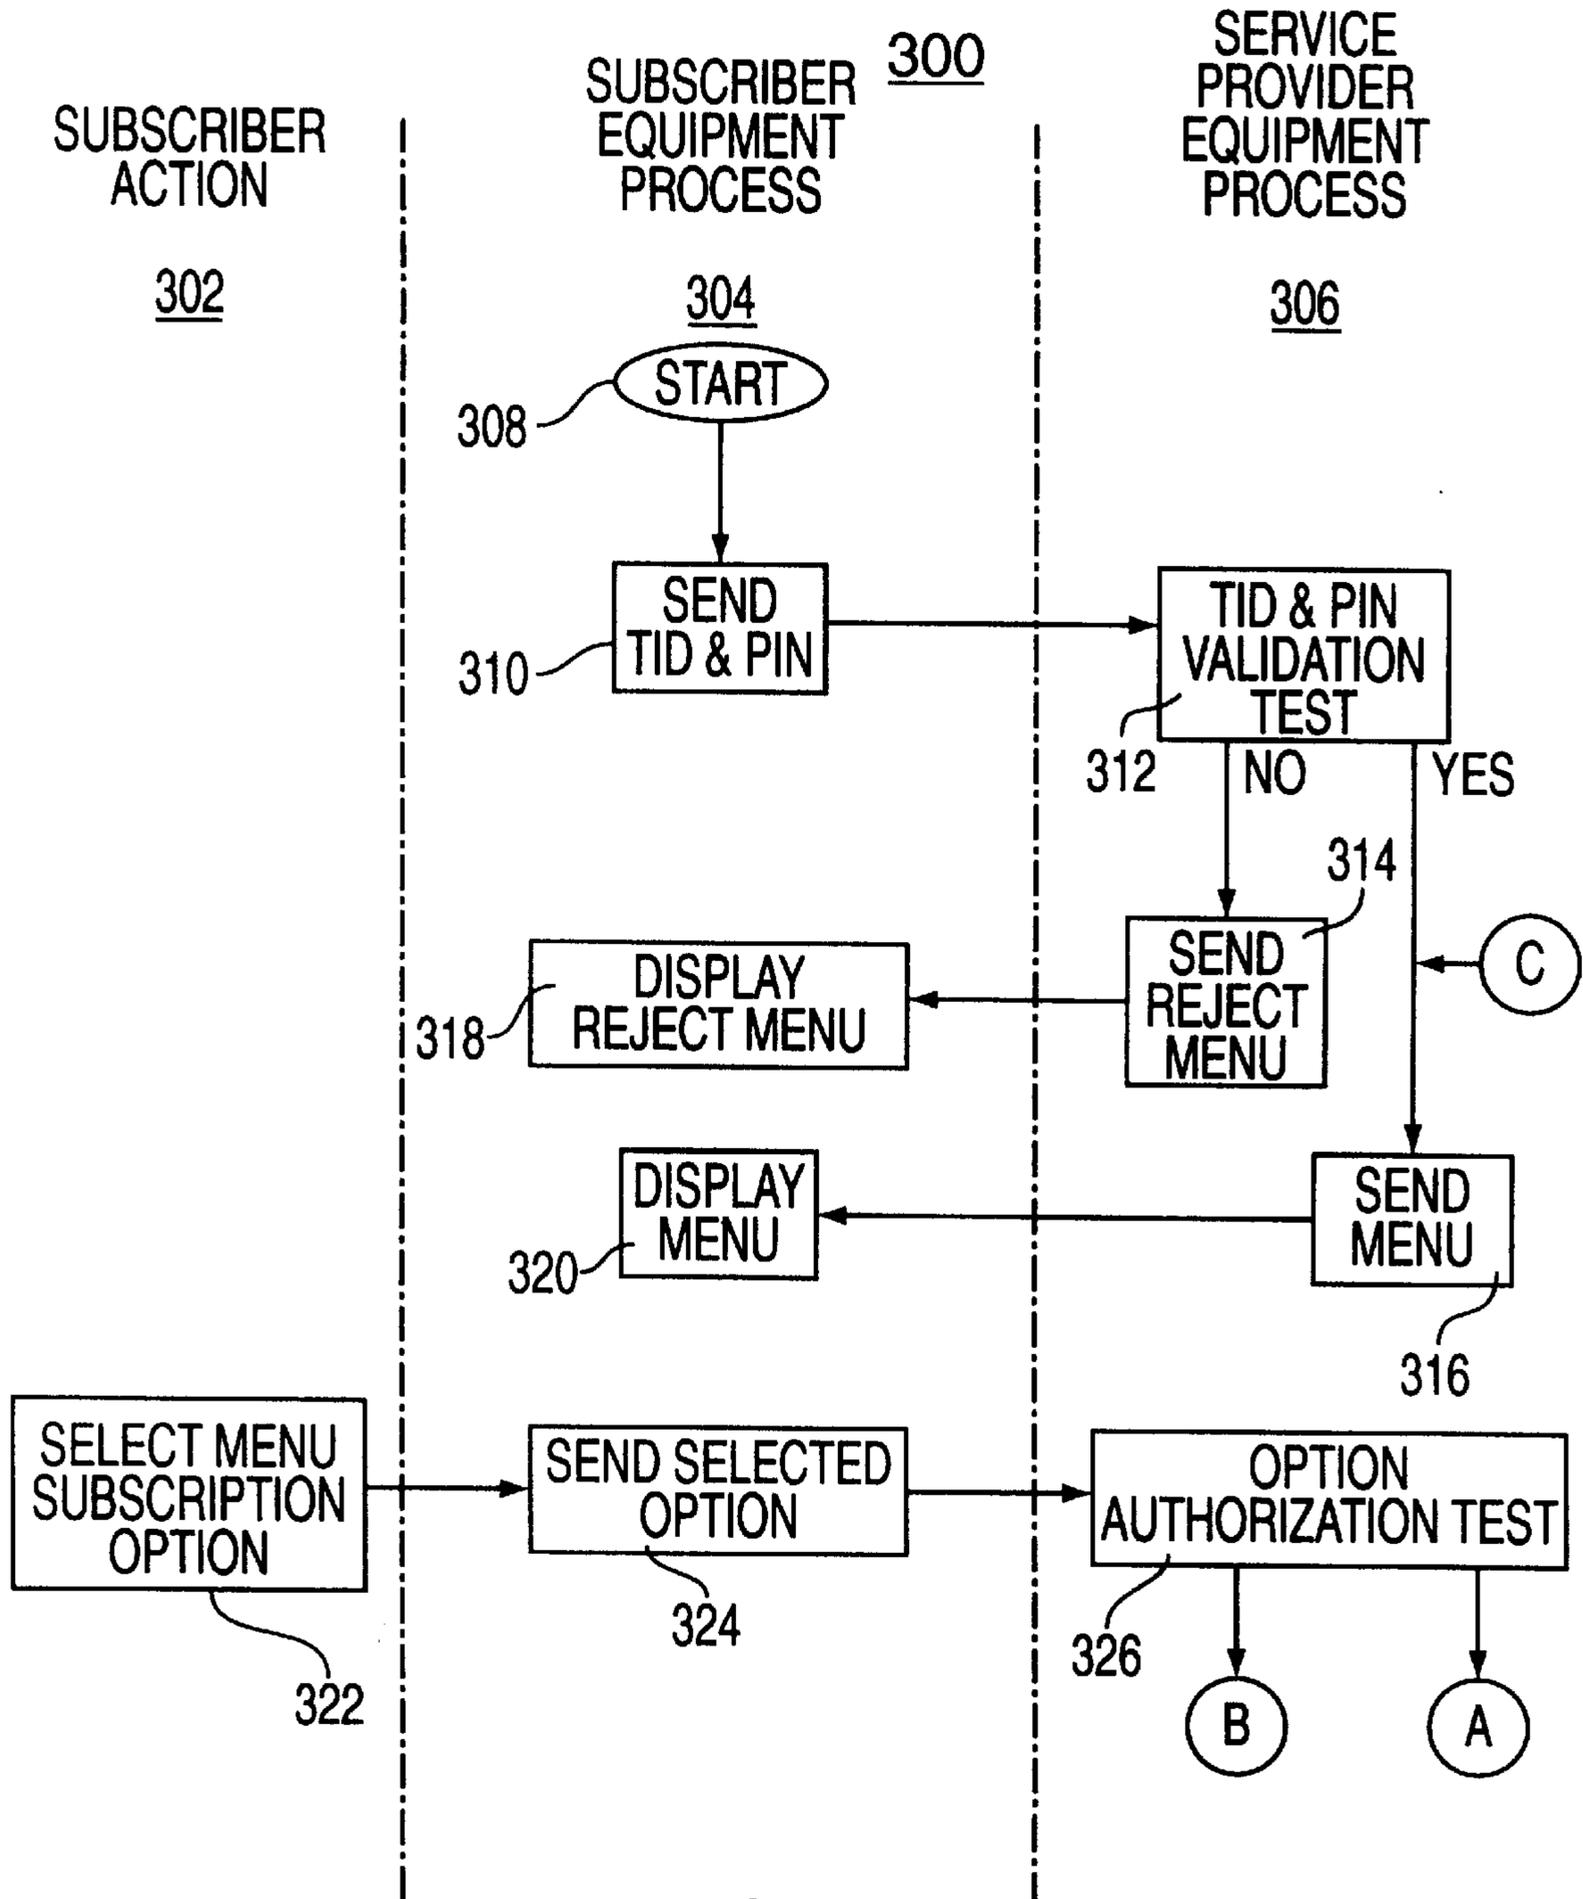 300
SUBSCRIBER
ACTION
302
SUBSCRIBER
EQUIPMENT
PROCESS
304
SERVICE
PROVIDER
EQUIPMENT
PROCESS
306
START
308
SEND
TID & PIN
310
TID & PIN
VALIDATION
TEST
312
NO
YES
314
SEND
REJECT
MENU
C
DISPLAY
REJECT MENU
318
DISPLAY
MENU
320
SEND
MENU
316
SELECT MENU
SUBSCRIPTION
OPTION
322
SEND SELECTED
OPTION
324
OPTION
AUTHORIZATION TEST
326
B
A